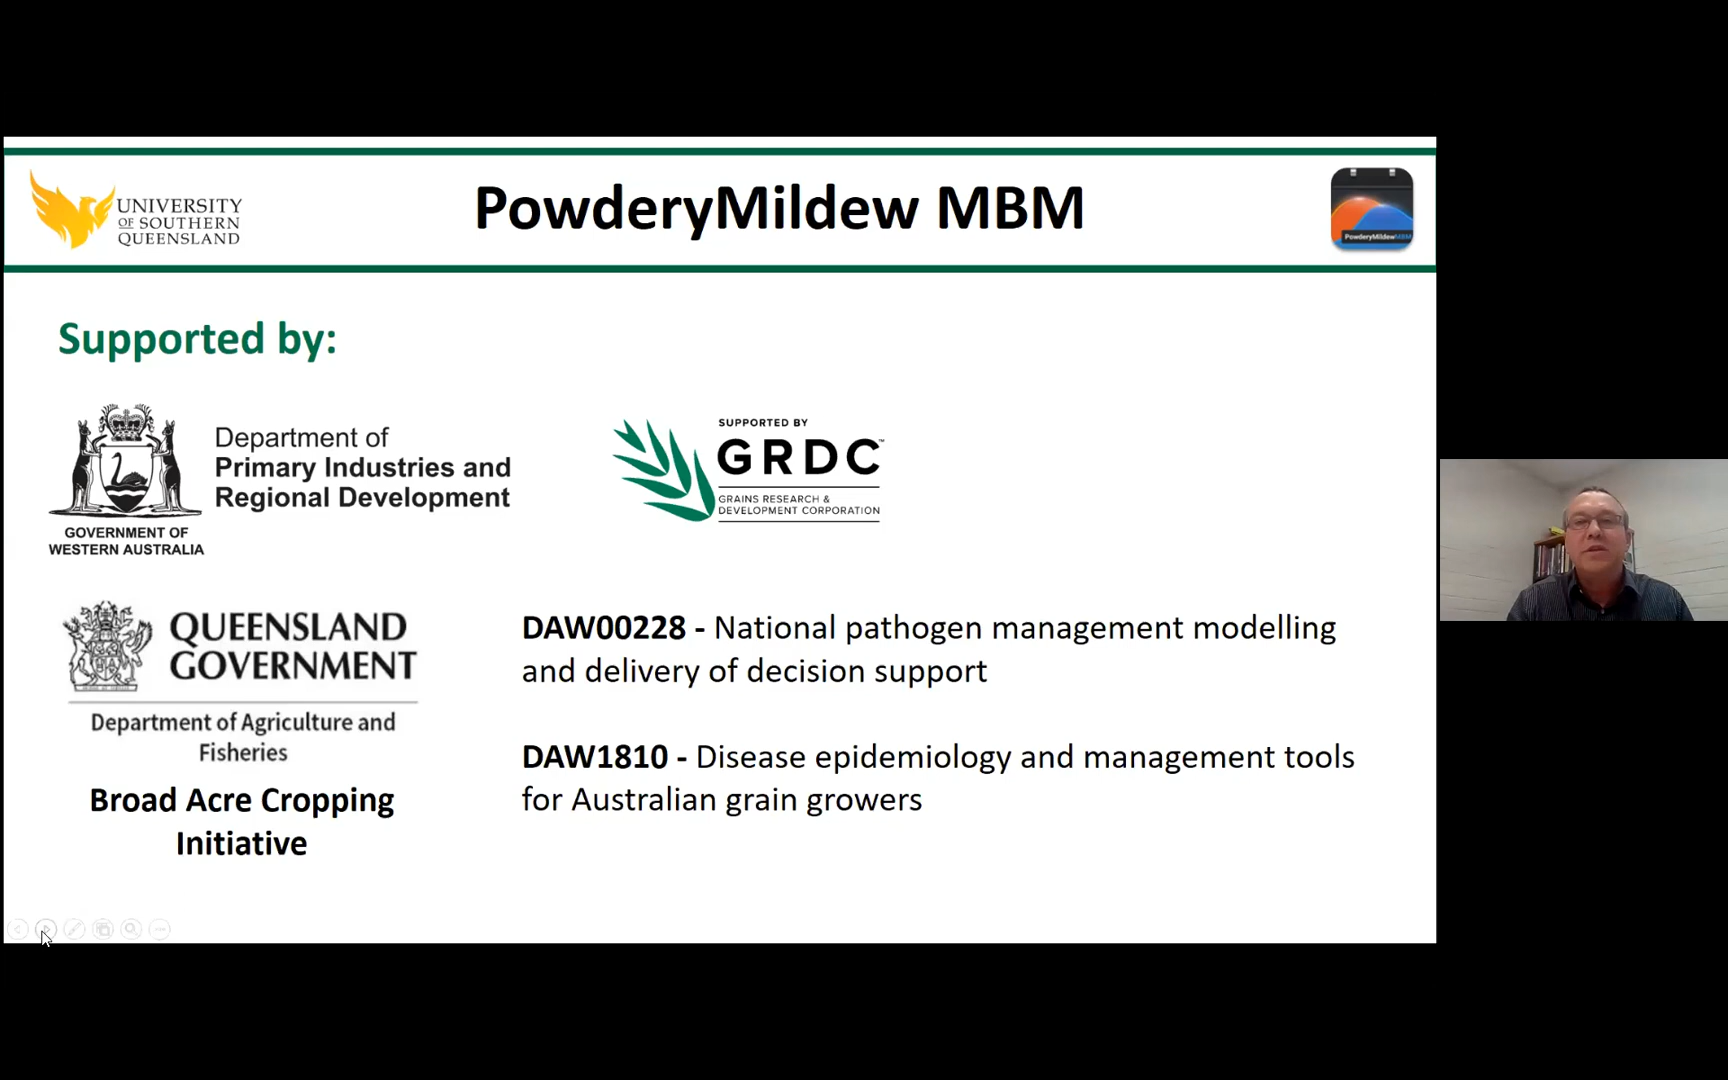 UNIVERSITY
OF SOUTHERN
QUEENSLAND
PowderyMildew MBM
PowderyMildewMBM
Supported by:
Department of
Primary Industries and
Regional Development
GOVERNMENT OF
WESTERN AUSTRALIA
SUPPORTED BY
GRDC™
GRAINS RESEARCH &
DEVELOPMENT CORPORATION
QUEENSLAND
GOVERNMENT
Department of Agriculture and
Fisheries
Broad Acre Cropping
Initiative
DAW00228 - National pathogen management modelling
and delivery of decision support
DAW1810 - Disease epidemiology and management tools
for Australian grain growers